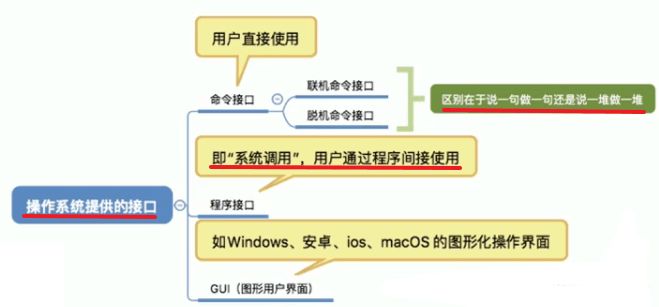 用户直接使用
命令接口
联机命令接口
脱机命令接口
区别在于说一句做一句还是说一堆做一堆
即“系统调用”，用户通过程序间接使用
操作系统提供的接口
程序接口
如Windows、安卓、ios、macOS 的图形化操作界面
GUI（图形用户界面）